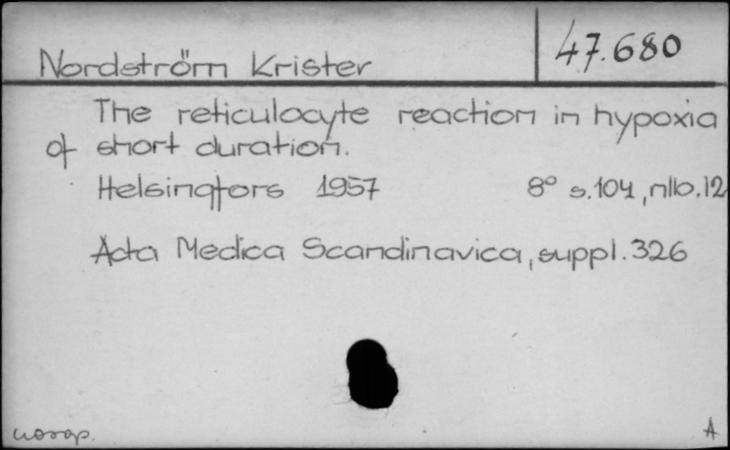 Nordström Krister
47.680
The reticulocyte reaction in hypoxia
of short duration.
Helsingfors 1957 8° s.104, nlb.12
Acta Medica Scandinavica, suppl. 326
A